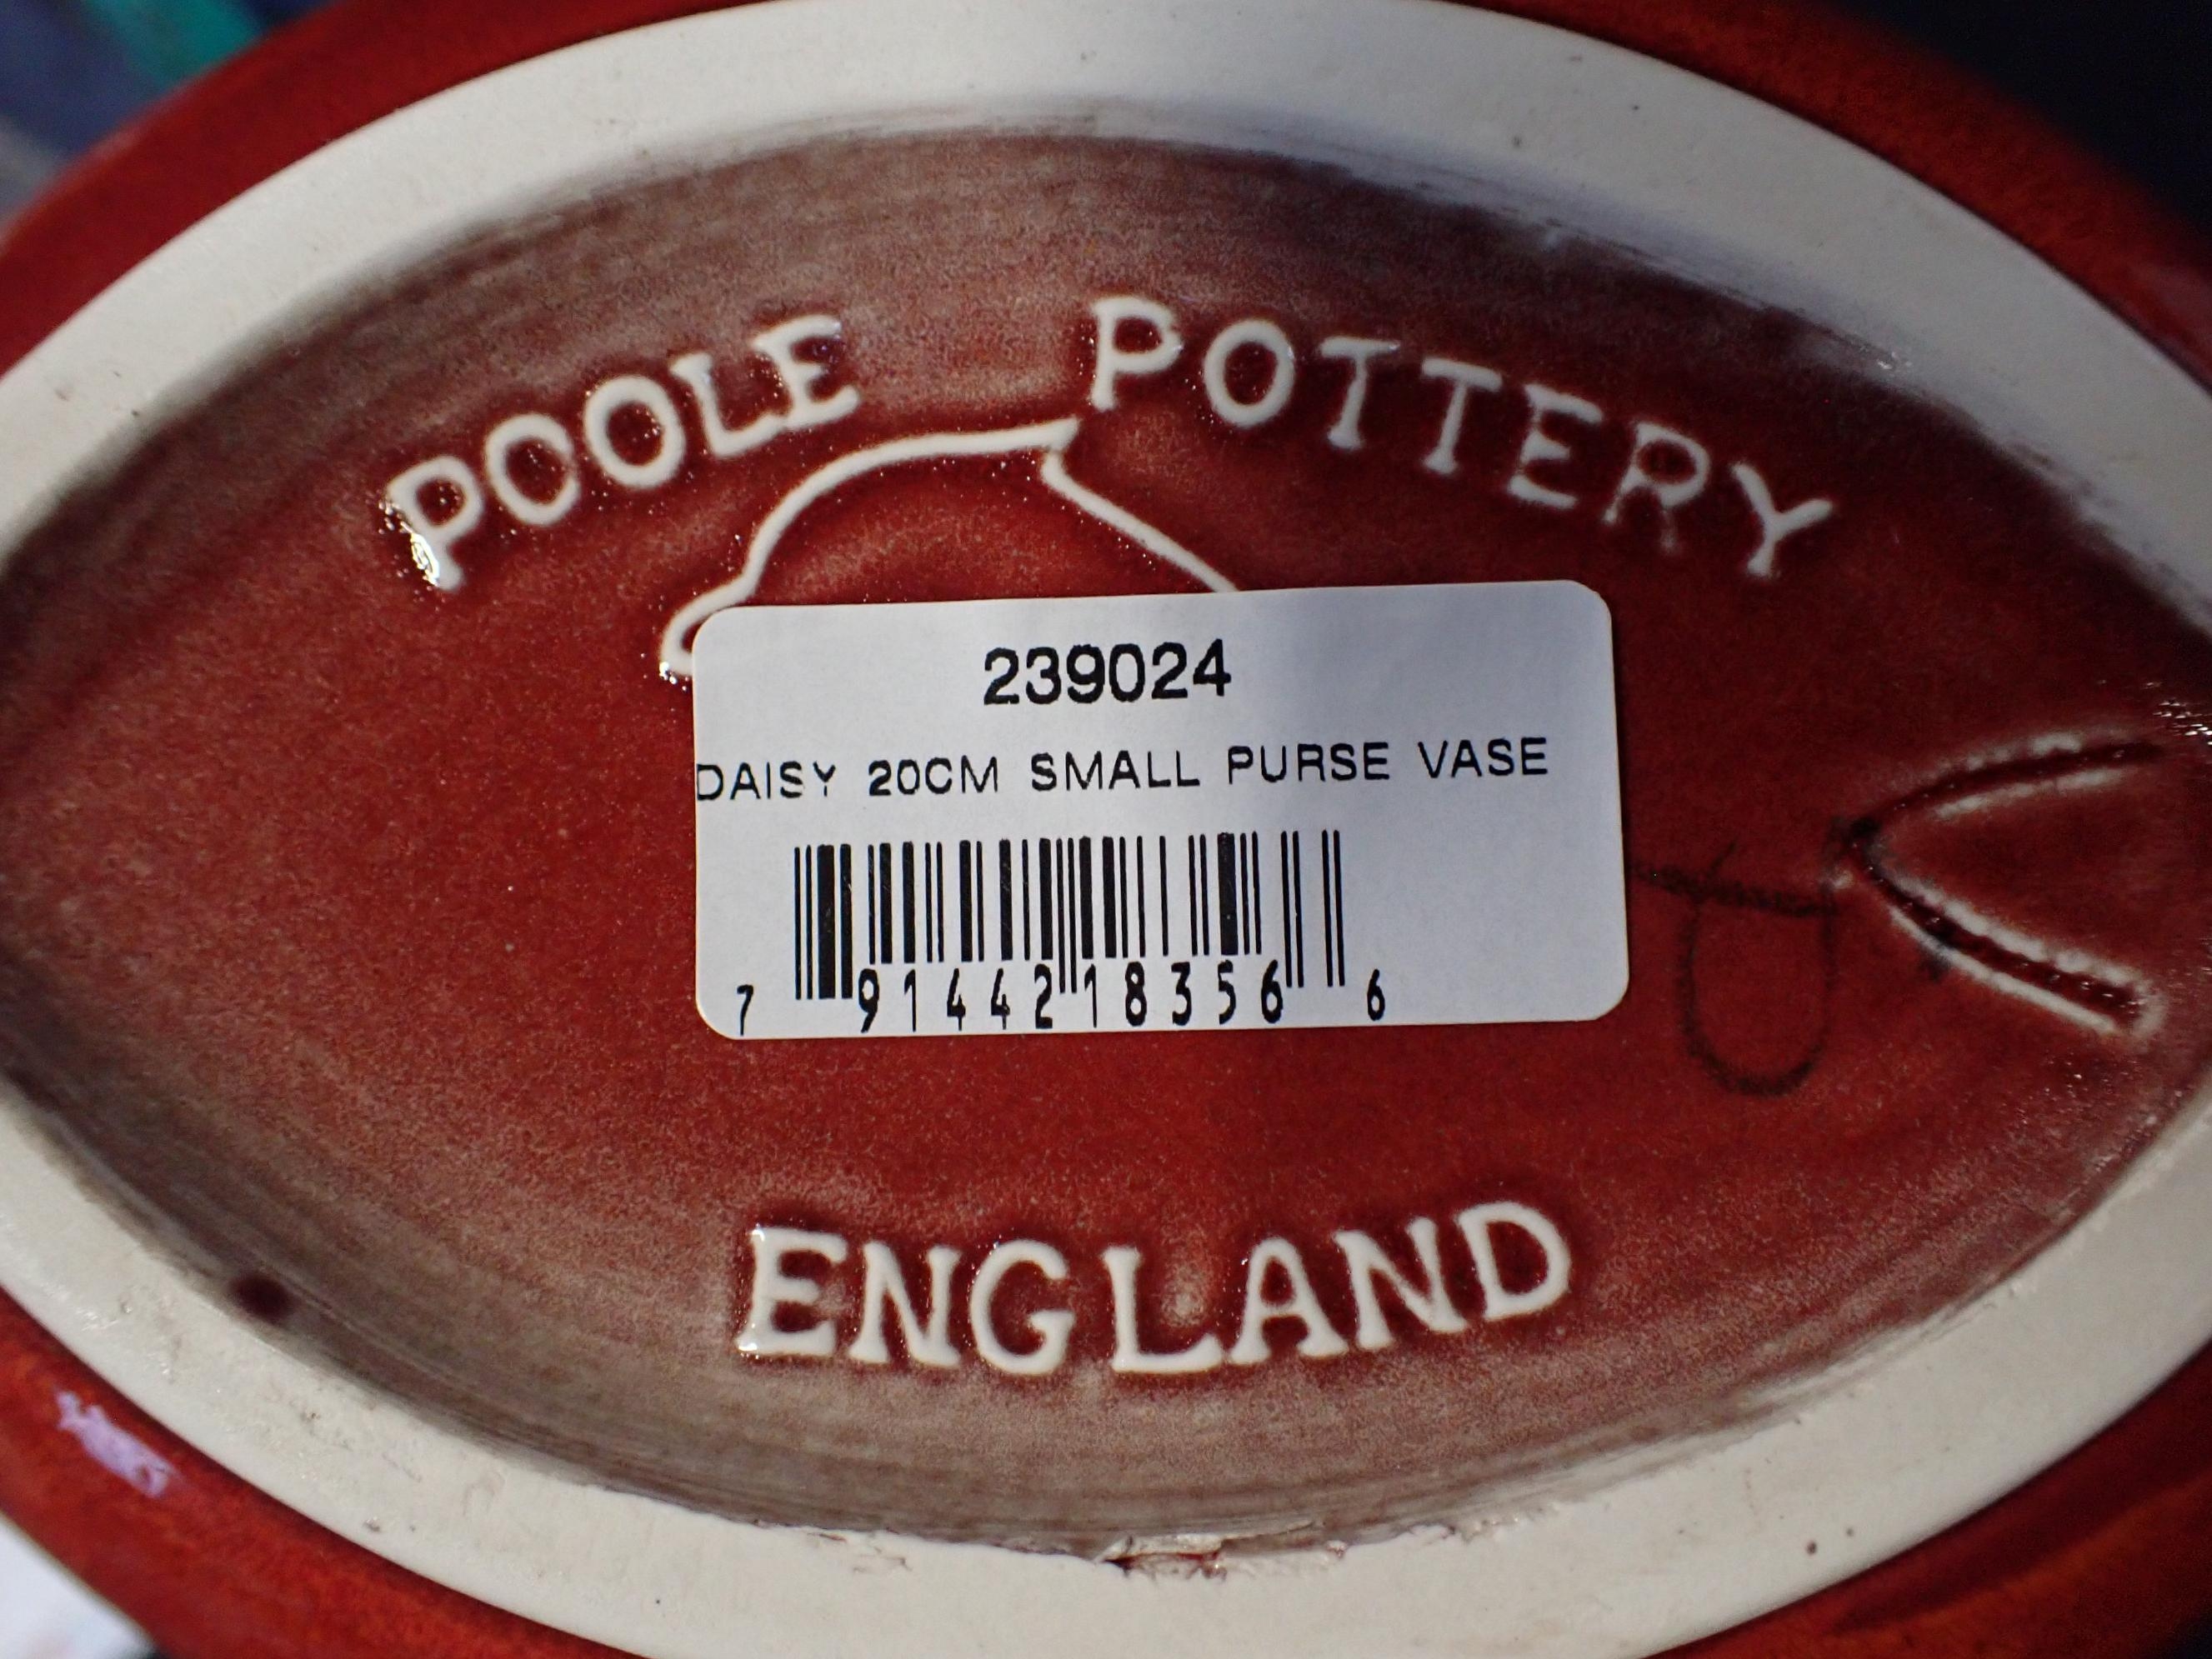 POOLE POTTERY
239024
DAISY 20CM SMALL PURSE VASE
7 91442 18356 6
ENGLAND